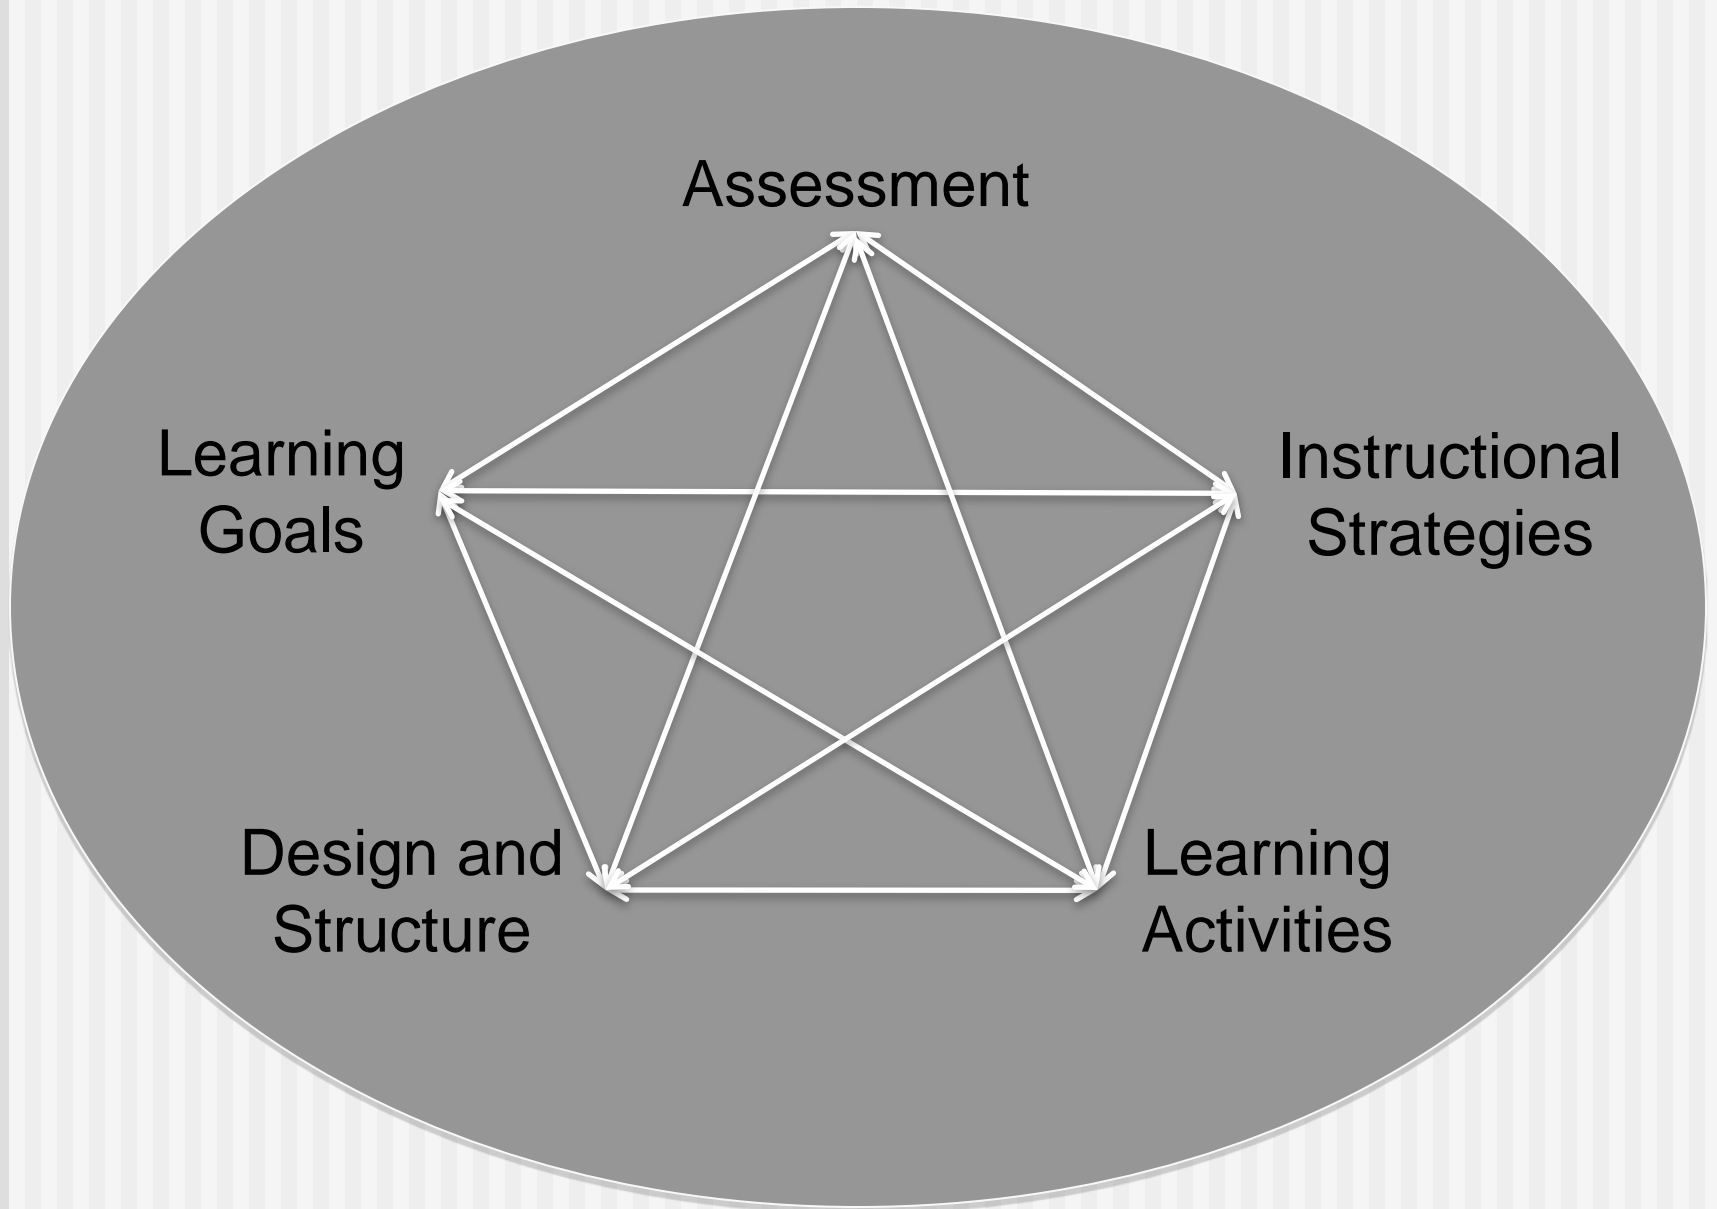 Assessment
Learning
Goals
Instructional
Strategies
Design and
Structure
Learning
Activities